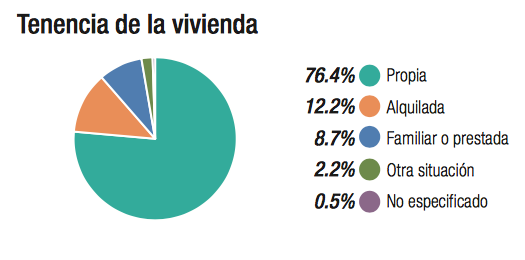 Tenencia de la vivienda
76.4% Propia
12.2% Alquilada
8.7% Familiar o prestada
2.2% Otra situación
0.5% No especificado